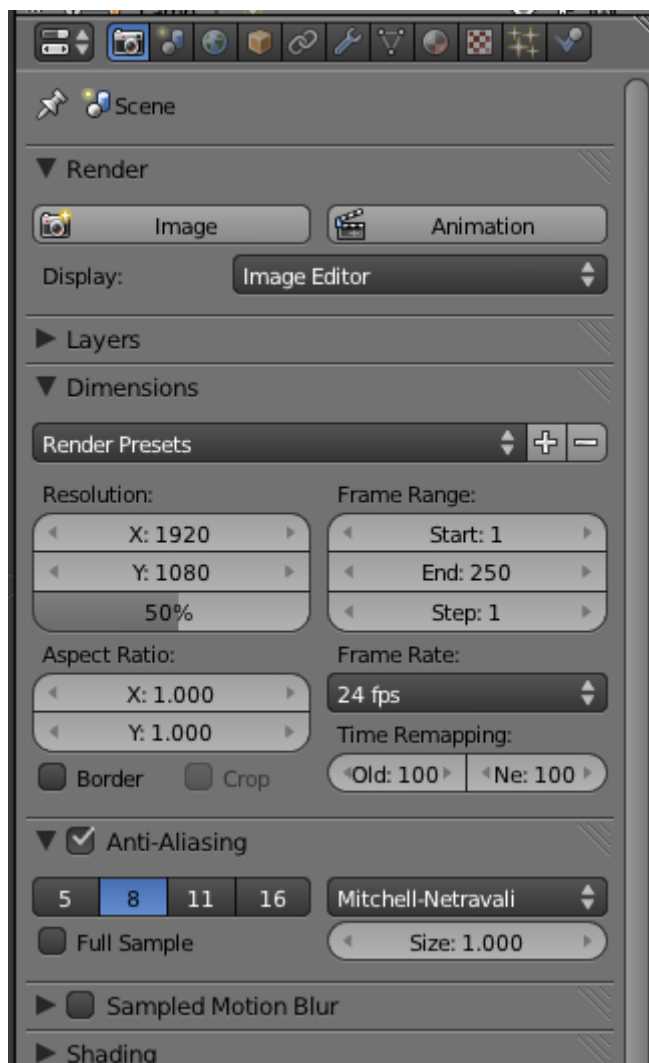 Scene
Render
Image Animation
Display: Image Editor
Layers
Dimensions
Render Presets
Resolution: Frame Range:
X: 1920 Start: 1
Y: 1080 End: 250
50% Step: 1
Aspect Ratio: Frame Rate:
X: 1.000 24 fps
Y: 1.000 Time Remapping:
Border Crop Old: 100 Ne: 100
Anti-Aliasing
5 8 11 16 Mitchell-Netravali
Full Sample Size: 1.000
Sampled Motion Blur
Shading